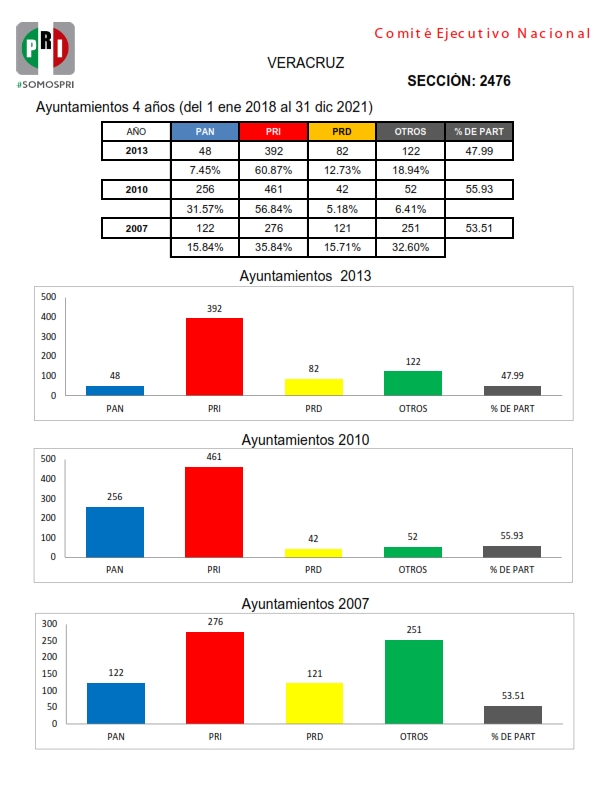 Comité Ejecutivo Nacional
PRI
#SOMOSPRI
VERACRUZ
SECCIÓN: 2476
Ayuntamientos 4 años (del 1 ene 2018 al 31 dic 2021)
AÑO PAN PRI PRD OTROS % DE PART
2013 48 392 82 122 47.99
7.45% 60.87% 12.73% 18.94%
2010 256 461 42 52 55.93
31.57% 56.84% 5.18% 6.41%
2007 122 276 121 251 53.51
15.84% 35.84% 15.71% 32.60%
Ayuntamientos 2013
500
400
300
200
100
0
48 392 82 122 47.99
PAN PRI PRD OTROS % DE PART
Ayuntamientos 2010
500
400
300
200
100
0
256 461 42 52 55.93
PAN PRI PRD OTROS % DE PART
Ayuntamientos 2007
300
250
200
150
100
50
0
122 276 121 251 53.51
PAN PRI PRD OTROS % DE PART